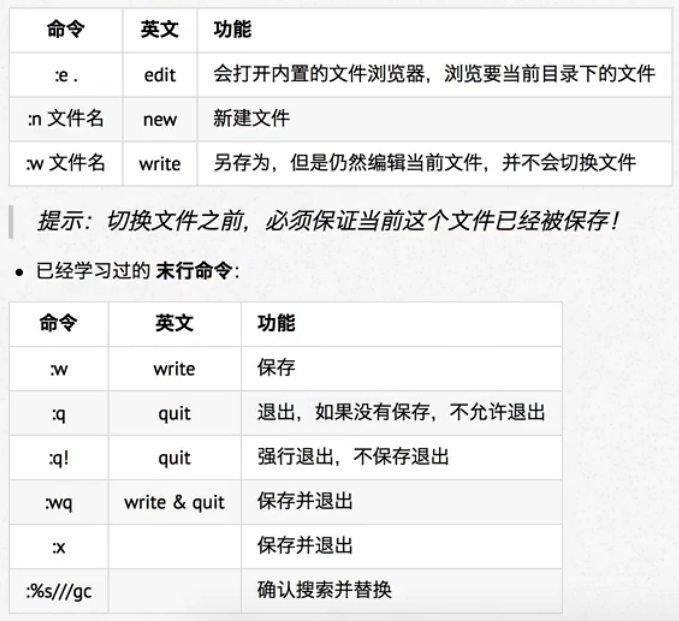 命令 英文 功能
:e . edit 会打开内置的文件浏览器，浏览要当前目录下的文件
:n 文件名 new 新建文件
:w 文件名 write 另存为，但是仍然编辑当前文件，并不会切换文件
提示：切换文件之前，必须保证当前这个文件已经被保存！
• 已经学习过的 末行命令：
命令 英文 功能
:w write 保存
:q quit 退出，如果没有保存，不允许退出
:q! quit 强行退出，不保存退出
:wq write & quit 保存并退出
:x 保存并退出
:%s///gc 确认搜索并替换